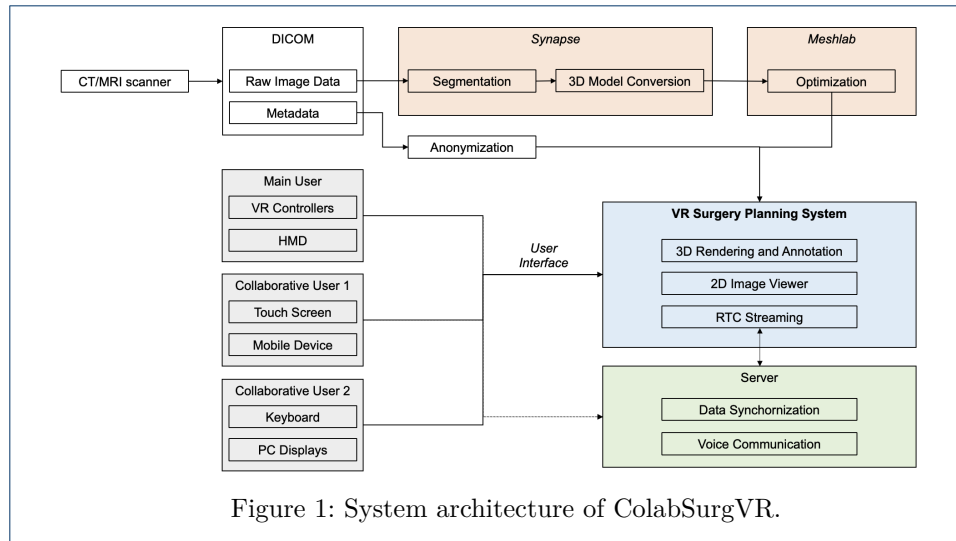 DICOM
Synapse
Meshlab
CT/MRI scanner
Raw Image Data
Segmentation
3D Model Conversion
Optimization
Metadata
Anonymization
Main User
VR Controllers
HMD
User
Interface
VR Surgery Planning System
3D Rendering and Annotation
2D Image Viewer
RTC Streaming
Collaborative User 1
Touch Screen
Mobile Device
Collaborative User 2
Keyboard
PC Displays
Server
Data Synchornization
Voice Communication
Figure 1: System architecture of ColabSurgVR.